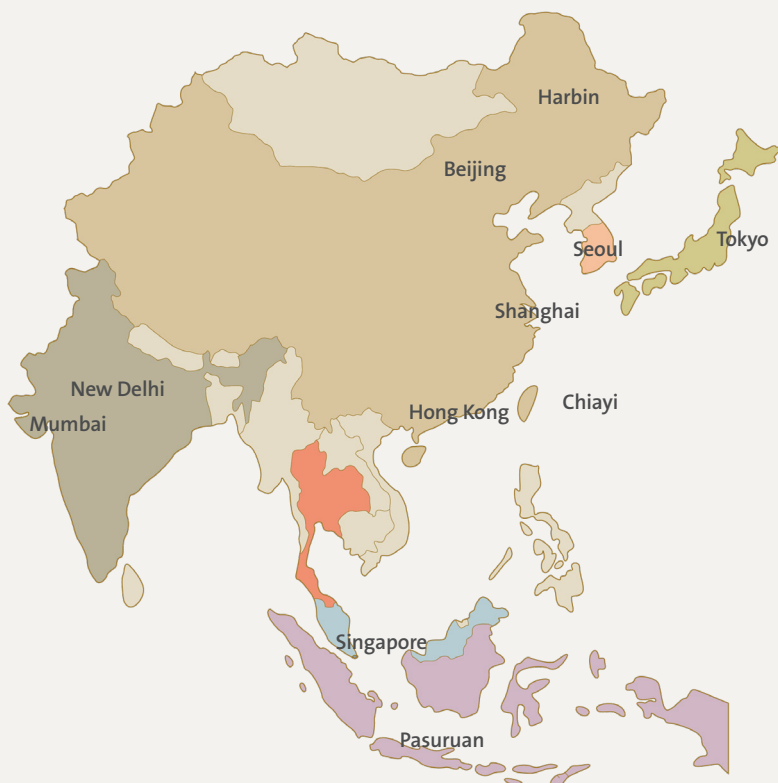 Harbin
Beijing
Tokyo
Seoul
Shanghai
New Delhi
Chiayi
Hong Kong
Mumbai
Singapore
Pasuruan